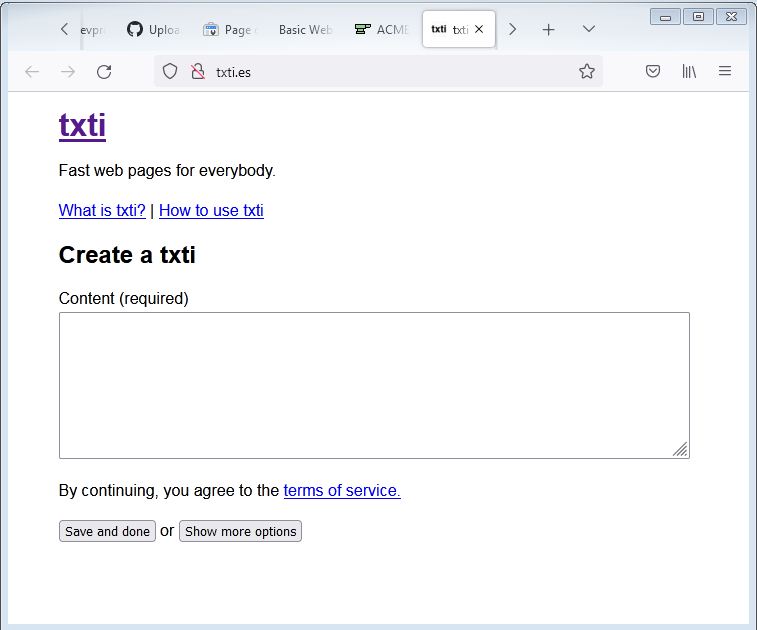 evpr
Uploa
Page
Basic Web
ACME
txti
txti
txti.es
txti
Fast web pages for everybody.
What is txti? | How to use txti
Create a txti
Content (required)
By continuing, you agree to the terms of service.
Save and done or Show more options